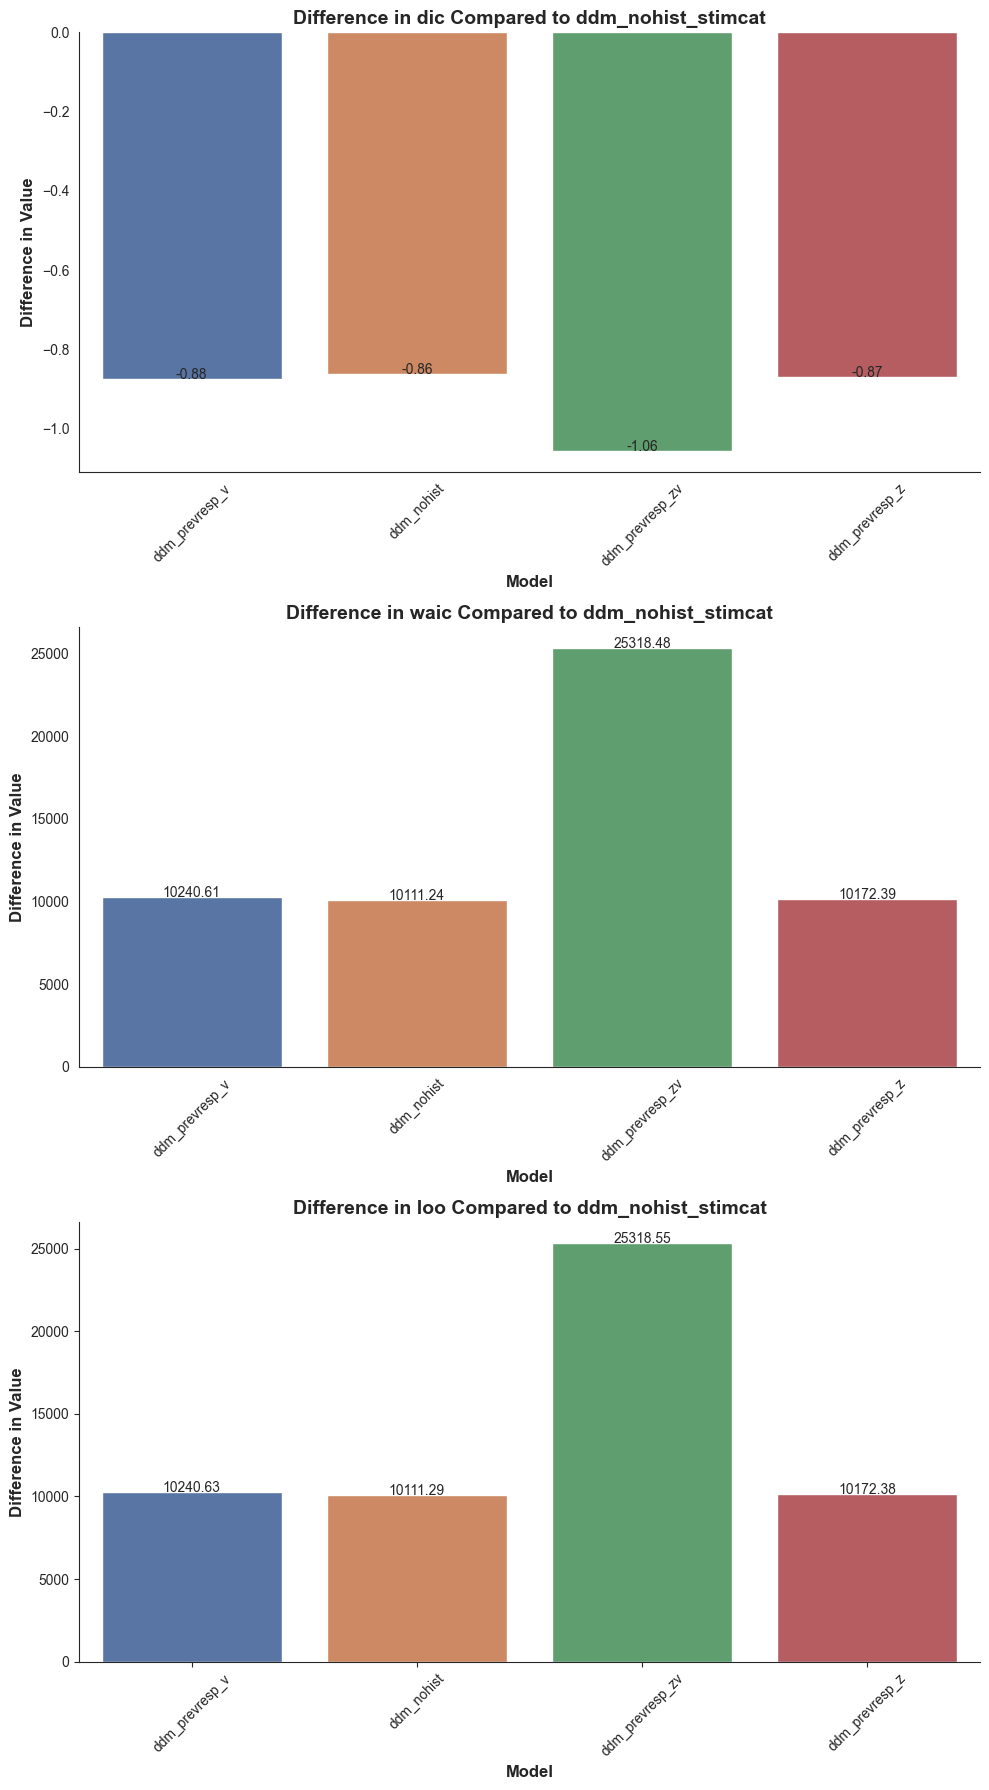 Difference in dic Compared to ddm_nohist_stimcat
0.0
−0.2
−0.4
−0.6
−0.8
−1.0
Difference in Value
-0.88
-0.86
-1.06
-0.87
ddm_prevresp_v
ddm_nohist
ddm_prevresp_zv
ddm_prevresp_z
Model
Difference in waic Compared to ddm_nohist_stimcat
25000
20000
15000
10000
5000
0
Difference in Value
10240.61
10111.24
25318.48
10172.39
ddm_prevresp_v
ddm_nohist
ddm_prevresp_zv
ddm_prevresp_z
Model
Difference in loo Compared to ddm_nohist_stimcat
25000
20000
15000
10000
5000
0
Difference in Value
10240.63
10111.29
25318.55
10172.38
ddm_prevresp_v
ddm_nohist
ddm_prevresp_zv
ddm_prevresp_z
Model